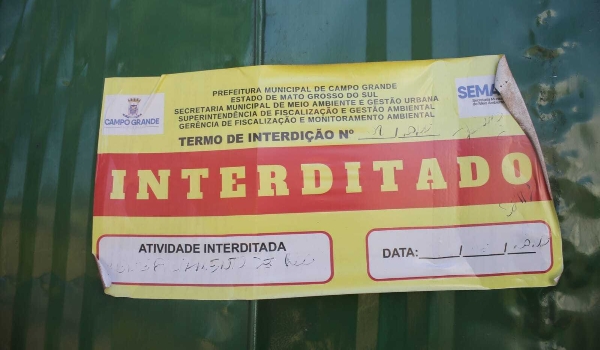 PREFEITURA MUNICIPAL DE CAMPO GRANDE
ESTADO DE MATO GROSSO DO SUL
SECRETARIA MUNICIPAL DE MEIO AMBIENTE E GESTÃO URBANA
SUPERINTENDÊNCIA DE FISCALIZAÇÃO E GESTÃO AMBIENTAL
GERÊNCIA DE FISCALIZAÇÃO E MONITORAMENTO AMBIENTAL
CAMPO GRANDE
TERMO DE INTERDIÇÃO Nº
INTERDITADO
ATIVIDADE INTERDITADA
DATA: